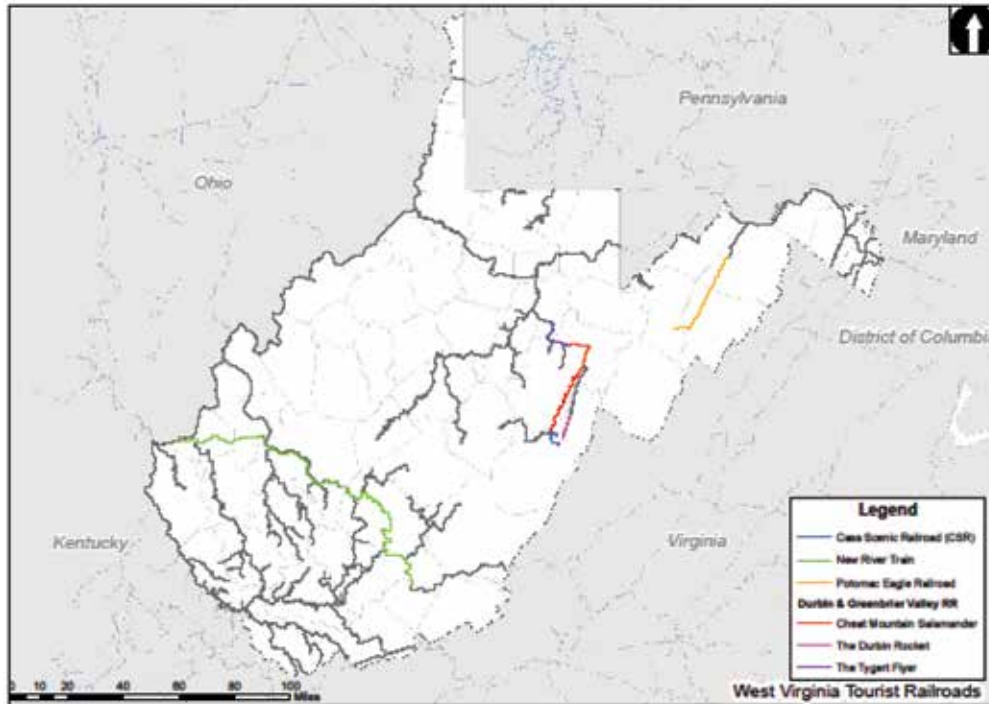 Pennsylvania
Ohio
Maryland
District of Columbia
Kentucky
Virginia
Legend
Cass Scenic Railroad (CSR)
New River Train
Potomac Eagle Railroad
Durbin & Greenbrier Valley RR
Cheat Mountain Salamander
The Durbin Rocket
The Tygert Flyer
0 10 20 40 60 80 100
Miles
West Virginia Tourist Railroads